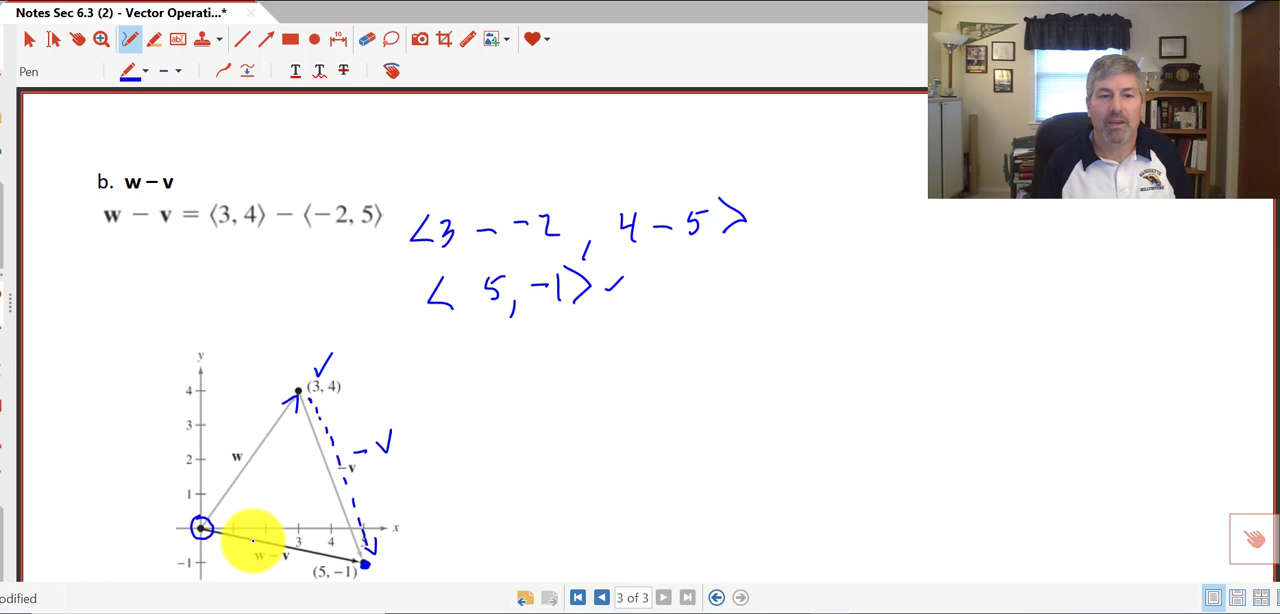 Notes Sec 6.3 (2) - Vector Operati...*
Pen
b. w – v
w − v = ⟨3, 4⟩ − ⟨−2, 5⟩
<3 - -2, 4 - 5>
< 5, -1> ✓
y
✓
4
(3, 4)
3
- v
2
w
-v
1
x
3
4
w − v
−1
(5, −1)
odified
3 of 3